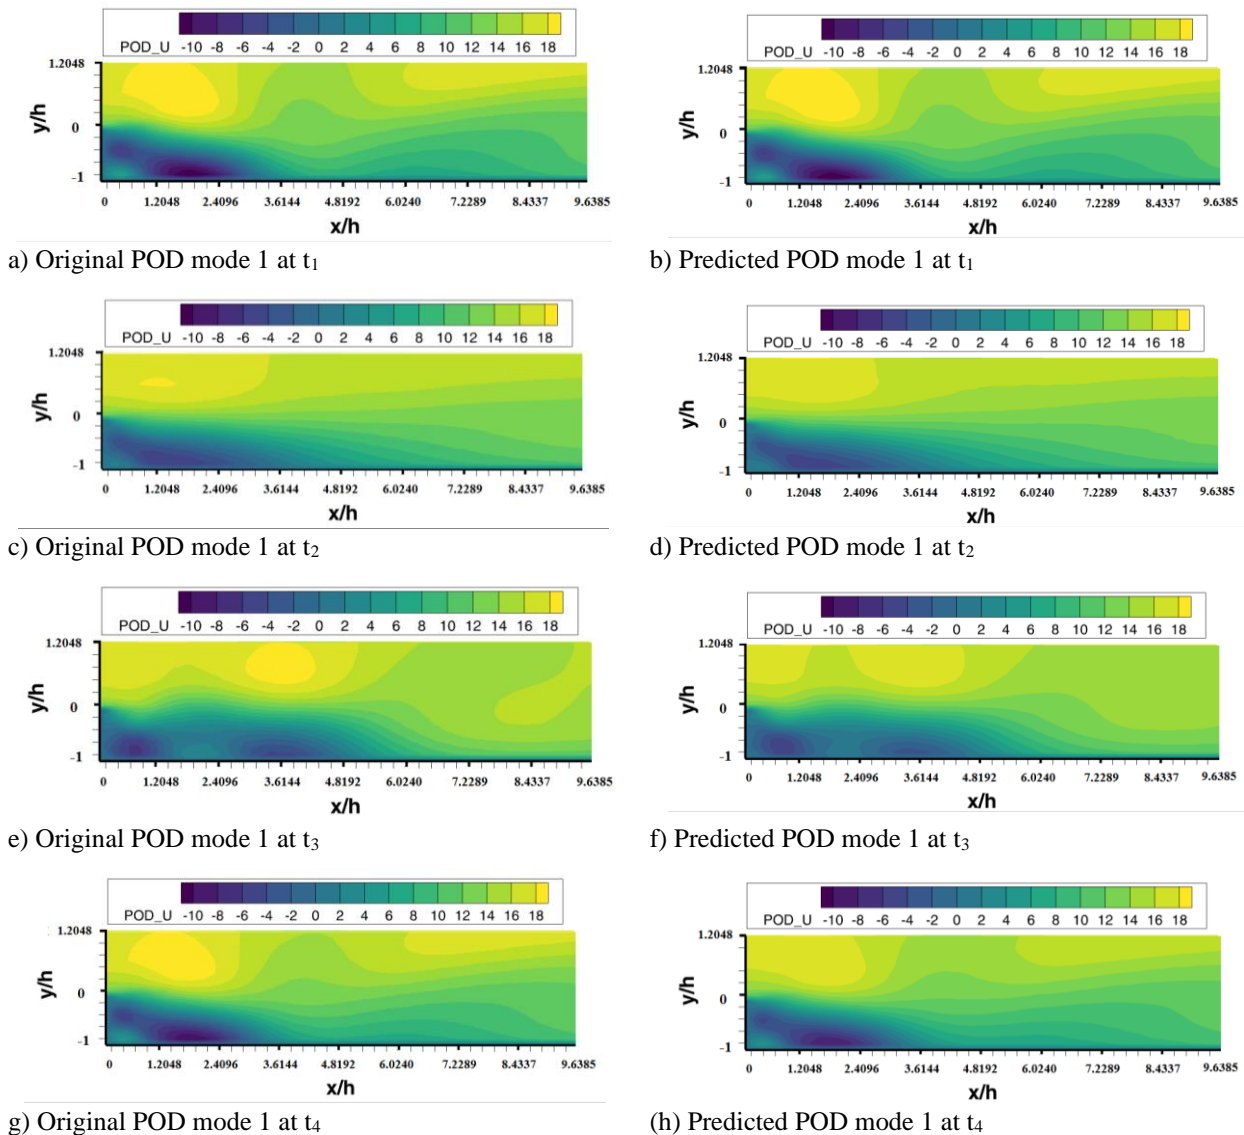 POD_U -10 -8 -6 -4 -2 0 2 4 6 8 10 12 14 16 18
1.2048
y/h
0
-1
0 1.2048 2.4096 3.6144 4.8192 6.0240 7.2289 8.4337 9.6385
x/h
a) Original POD mode 1 at t1
POD_U -10 -8 -6 -4 -2 0 2 4 6 8 10 12 14 16 18
1.2048
y/h
0
-1
0 1.2048 2.4096 3.6144 4.8192 6.0240 7.2289 8.4337 9.6385
x/h
b) Predicted POD mode 1 at t1
POD_U -10 -8 -6 -4 -2 0 2 4 6 8 10 12 14 16 18
1.2048
y/h
0
-1
0 1.2048 2.4096 3.6144 4.8192 6.0240 7.2289 8.4337 9.6385
x/h
c) Original POD mode 1 at t2
POD_U -10 -8 -6 -4 -2 0 2 4 6 8 10 12 14 16 18
1.2048
y/h
0
-1
0 1.2048 2.4096 3.6144 4.8192 6.0240 7.2289 8.4337 9.6385
x/h
d) Predicted POD mode 1 at t2
POD_U -10 -8 -6 -4 -2 0 2 4 6 8 10 12 14 16 18
1.2048
y/h
0
-1
0 1.2048 2.4096 3.6144 4.8192 6.0240 7.2289 8.4337 9.6385
x/h
e) Original POD mode 1 at t3
POD_U -10 -8 -6 -4 -2 0 2 4 6 8 10 12 14 16 18
1.2048
y/h
0
-1
0 1.2048 2.4096 3.6144 4.8192 6.0240 7.2289 8.4337 9.6385
x/h
f) Predicted POD mode 1 at t3
POD_U -10 -8 -6 -4 -2 0 2 4 6 8 10 12 14 16 18
1.2048
y/h
0
-1
0 1.2048 2.4096 3.6144 4.8192 6.0240 7.2289 8.4337 9.6385
x/h
g) Original POD mode 1 at t4
POD_U -10 -8 -6 -4 -2 0 2 4 6 8 10 12 14 16 18
1.2048
y/h
0
-1
0 1.2048 2.4096 3.6144 4.8192 6.0240 7.2289 8.4337 9.6385
x/h
(h) Predicted POD mode 1 at t4